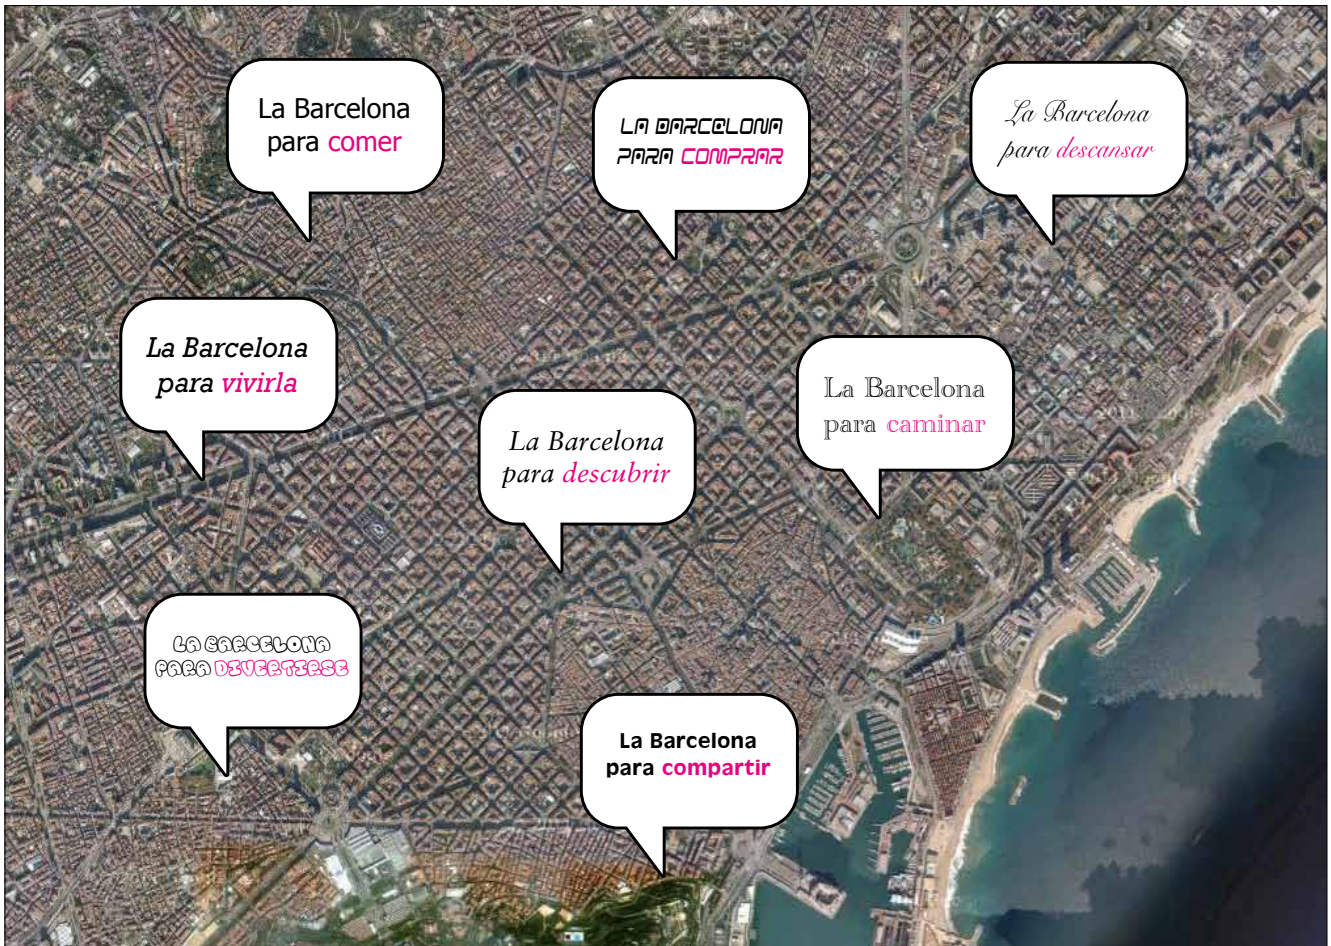 La Barcelona
para comer
LA BARCELONA
PARA COMPRAR
La Barcelona
para descansar
La Barcelona
para vivirla
La Barcelona
para caminar
La Barcelona
para descubrir
LA BARCELONA
PARA DIVERTIRSE
La Barcelona
para compartir